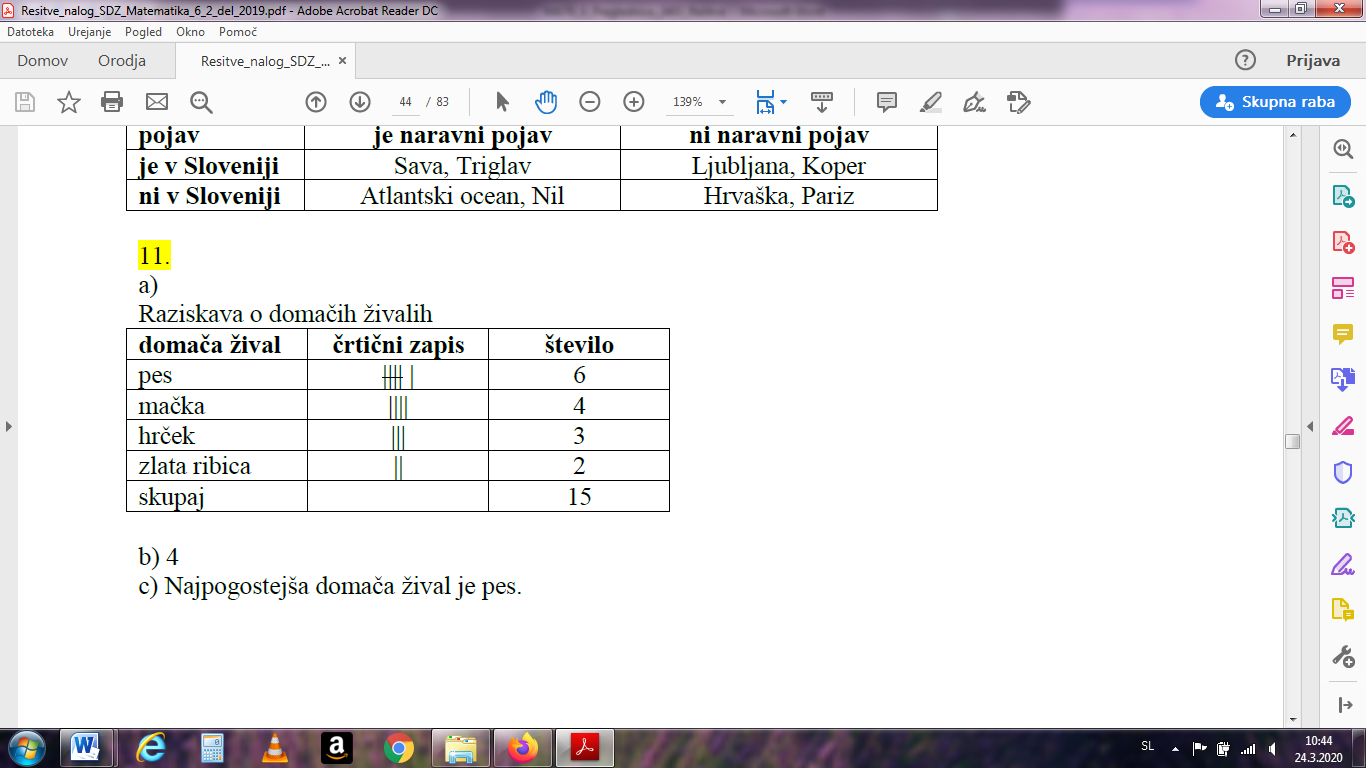 Resitve_nalog_SDZ_Matematika_6_2_del_2019.pdf - Adobe Acrobat Reader DC
Datoteka Urejanje Pogled Okno Pomoč
Domov Orodja Resitve_nalog_SDZ_... × Prijava
44 / 83 139% Skupna raba
pojav je naravni pojav ni naravni pojav
je v Sloveniji Sava, Triglav Ljubljana, Koper
ni v Sloveniji Atlantski ocean, Nil Hrvaška, Pariz
11.
a)
Raziskava o domačih živalih
domača žival črtični zapis število
pes 6
mačka 4
hrček 3
zlata ribica 2
skupaj 15
b) 4
c) Najpogostejša domača žival je pes.
SL 10:44
24.3.2020